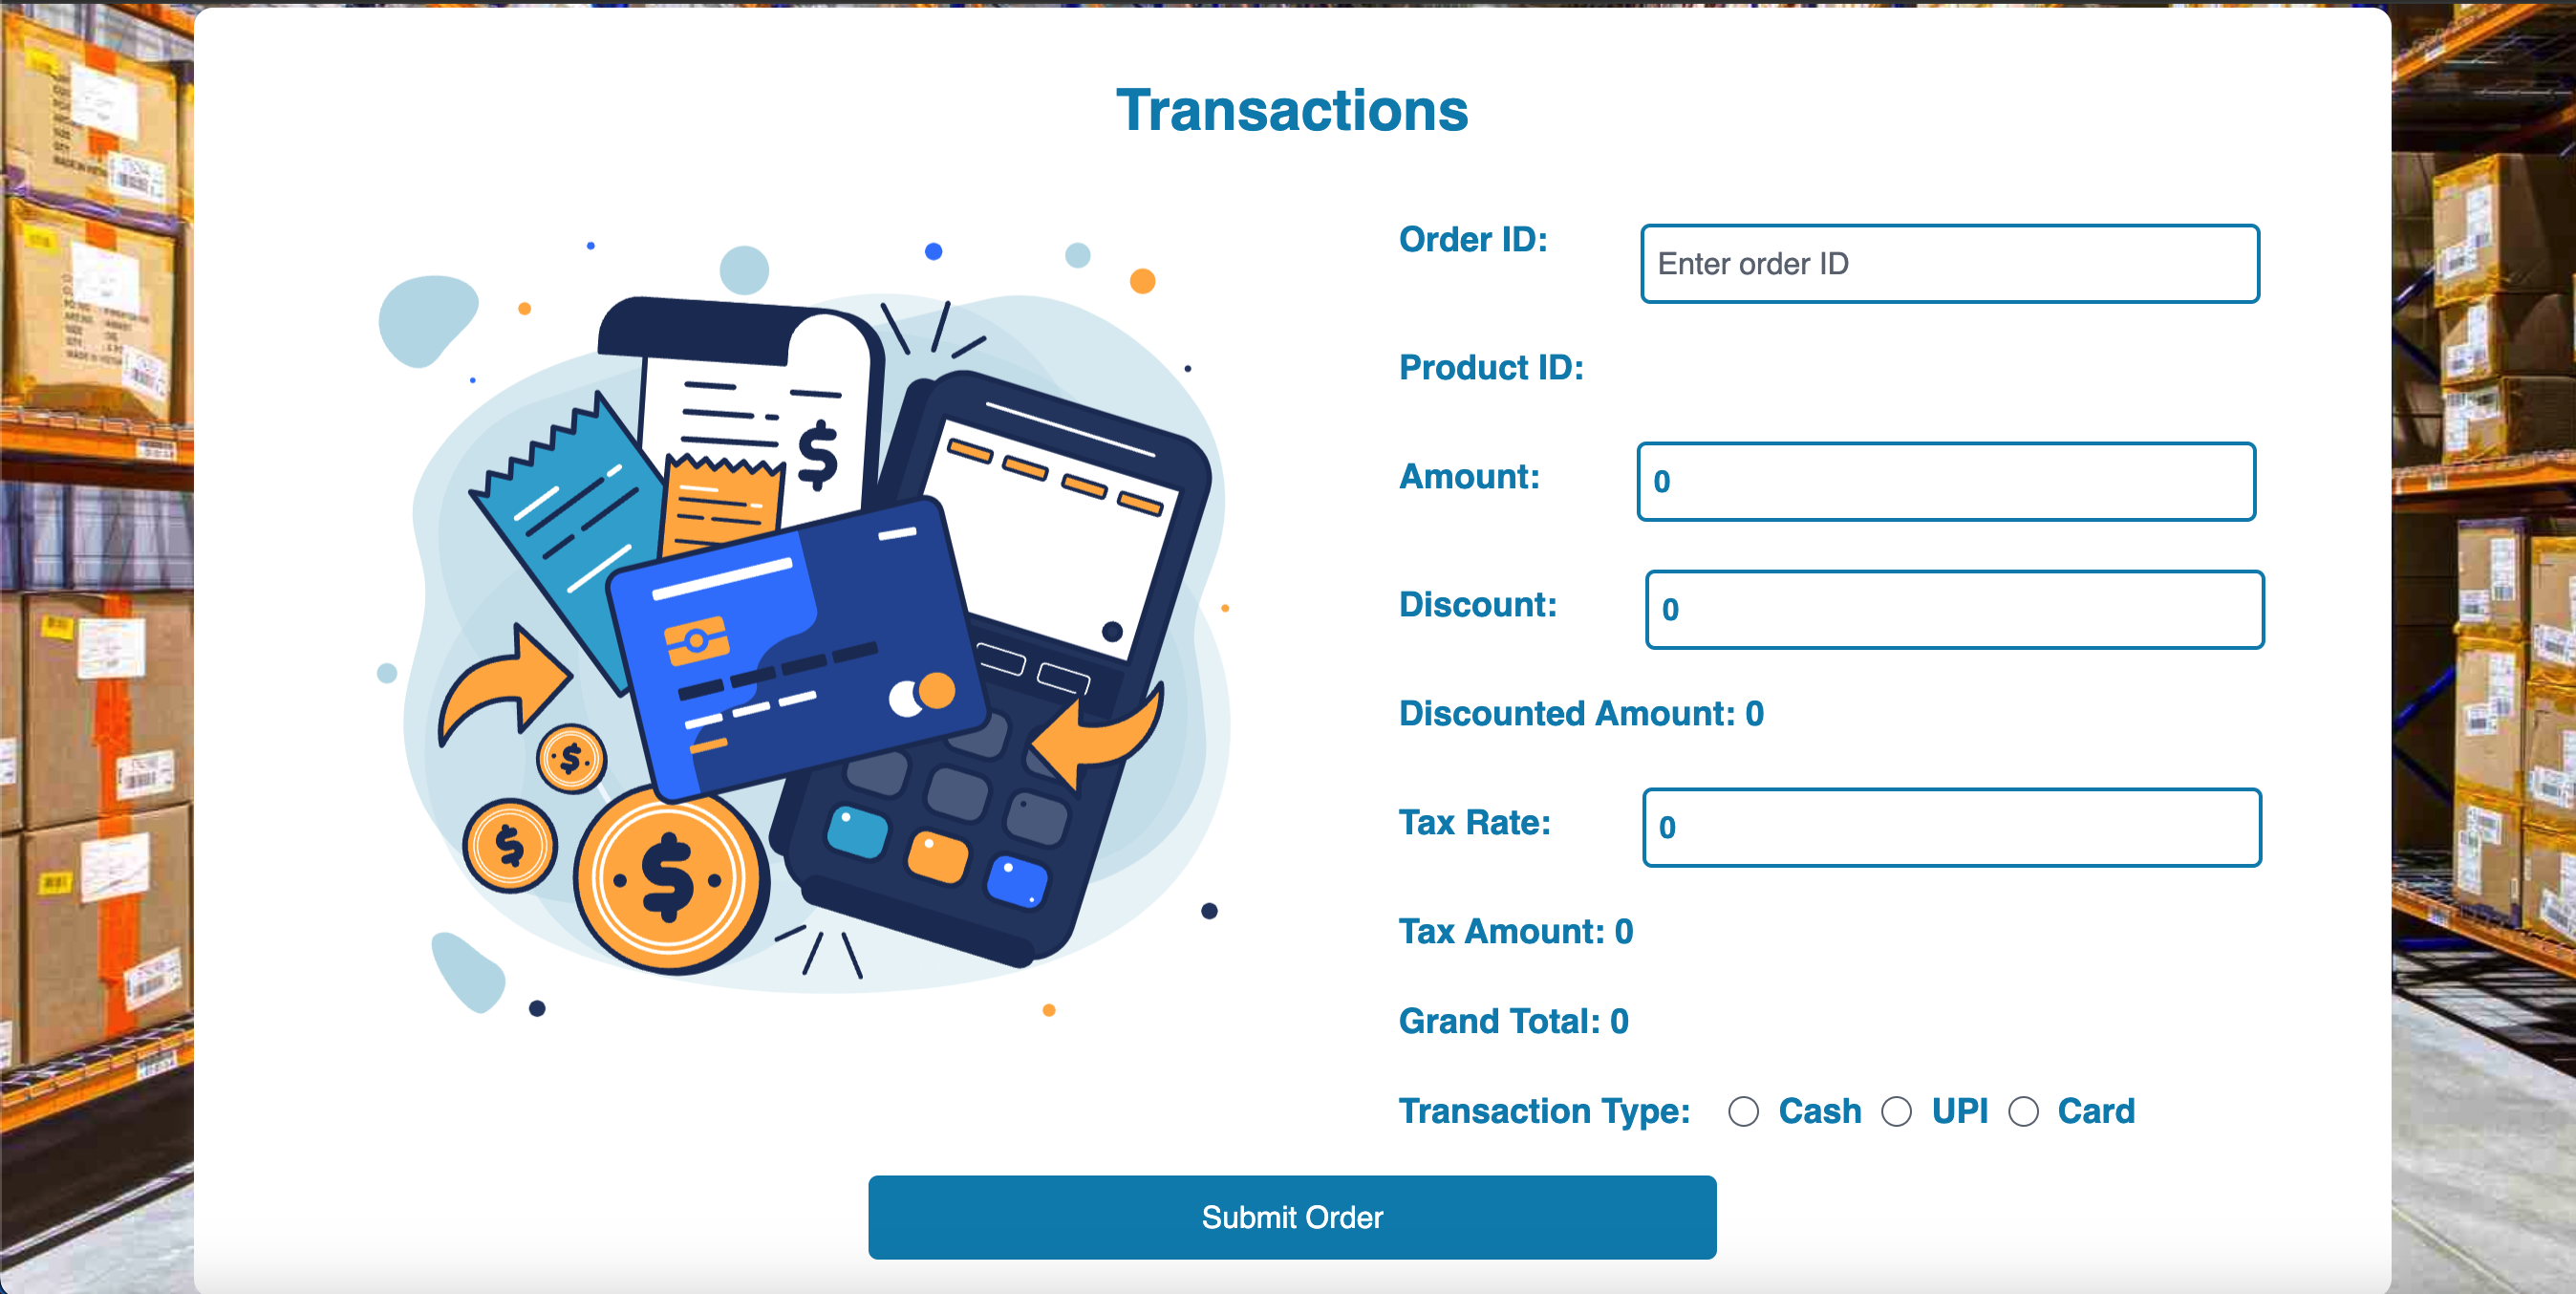 Transactions
Order ID:
Enter order ID
Product ID:
Amount:
0
Discount:
0
Discounted Amount: 0
Tax Rate:
0
Tax Amount: 0
Grand Total: 0
Transaction Type: Cash UPI Card
Submit Order